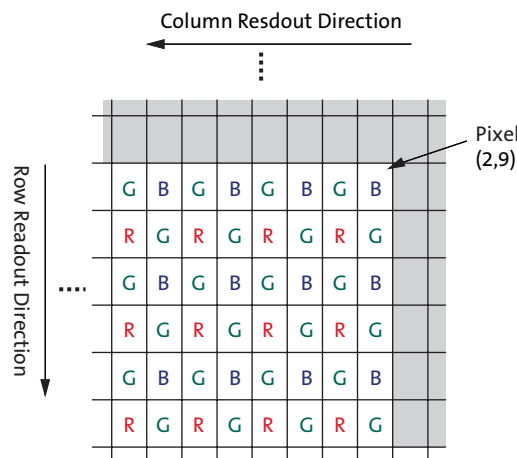 Column Resdout Direction
Pixel
(2,9)
Row Readout Direction
G B G B G B G B
R G R G R G R G
G B G B G B G B
R G R G R G R G
G B G B G B G B
R G R G R G R G